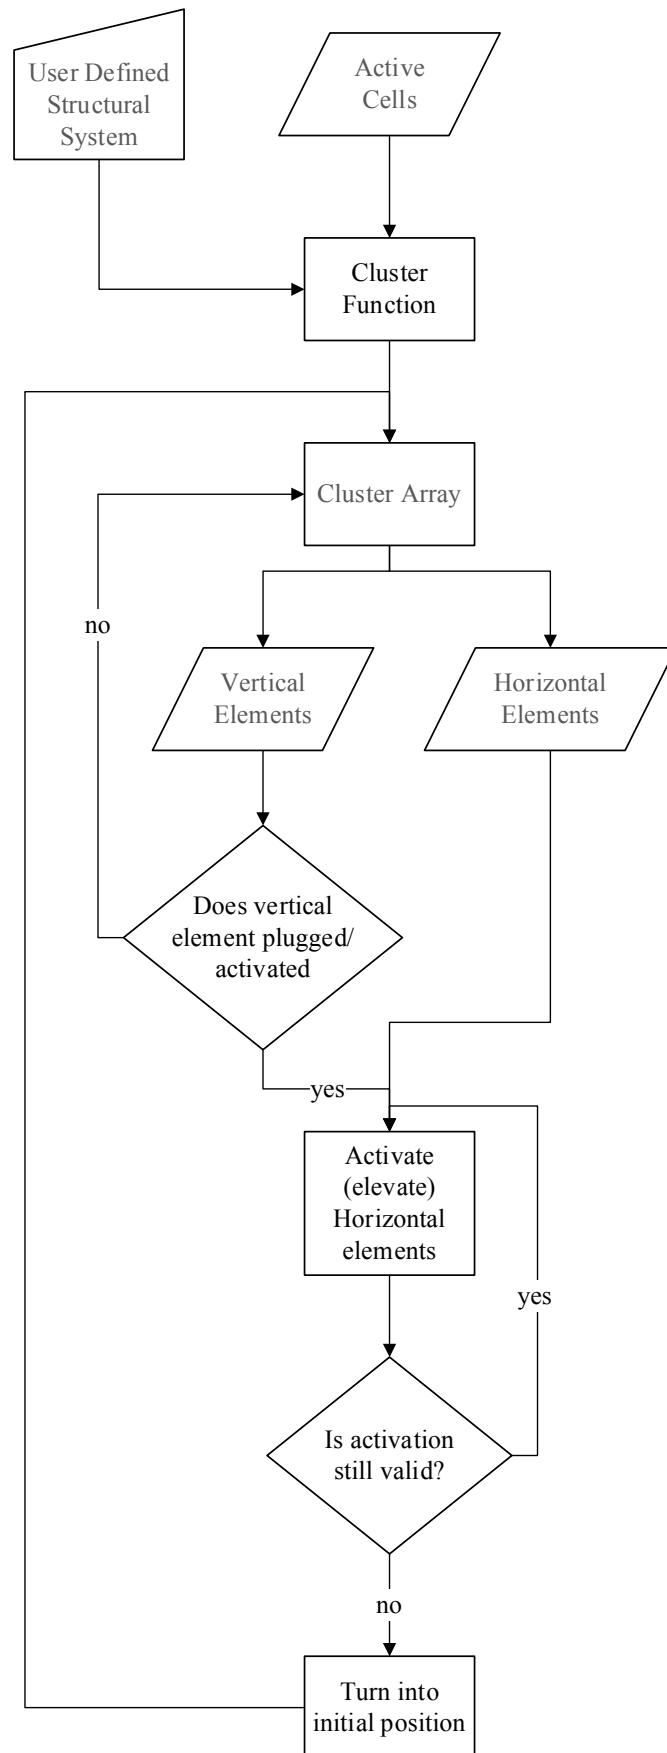 User Defined
Structural
System
Active
Cells
Cluster
Function
Cluster Array
no
Vertical
Elements
Horizontal
Elements
Does vertical
element plugged/
activated
yes
Activate
(elevate)
Horizontal
elements
yes
Is activation
still valid?
no
Turn into
initial position